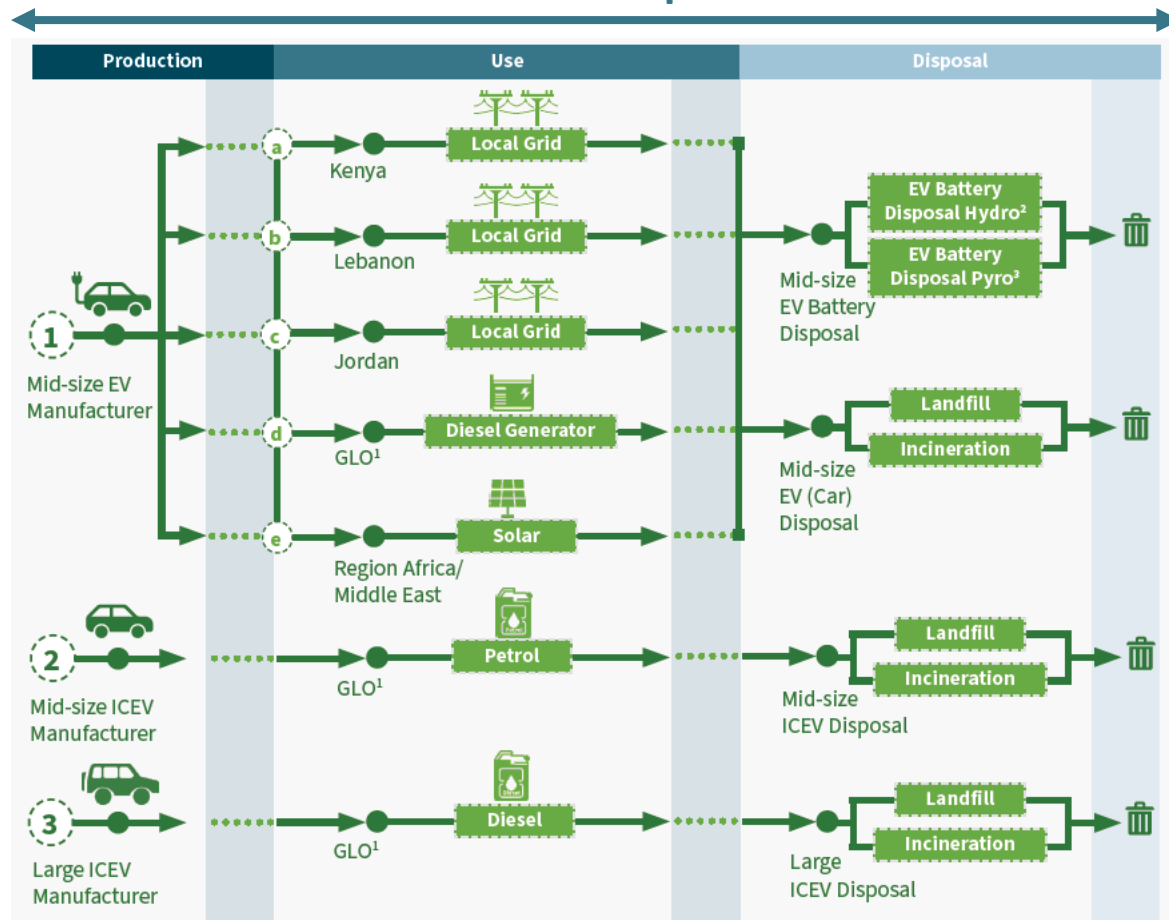 Production
Use
Disposal
a
Local Grid
Kenya
b
Local Grid
Lebanon
c
Local Grid
Jordan
d
Diesel Generator
GLO¹
e
Solar
Region Africa/
Middle East
1
Mid-size EV
Manufacturer
EV Battery
Disposal Hydro²
EV Battery
Disposal Pyro³
Mid-size
EV Battery
Disposal
Landfill
Incineration
Mid-size
EV (Car)
Disposal
2
Mid-size ICEV
Manufacturer
Petrol
GLO¹
Landfill
Incineration
Mid-size
ICEV Disposal
3
Large ICEV
Manufacturer
Diesel
GLO¹
Landfill
Incineration
Large
ICEV Disposal